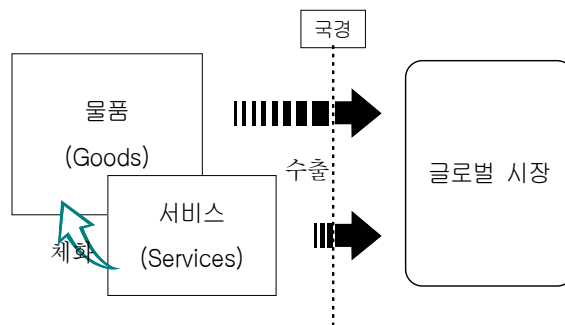 국경
물품
(Goods)
수출
글로벌 시장
서비스
(Services)
체화